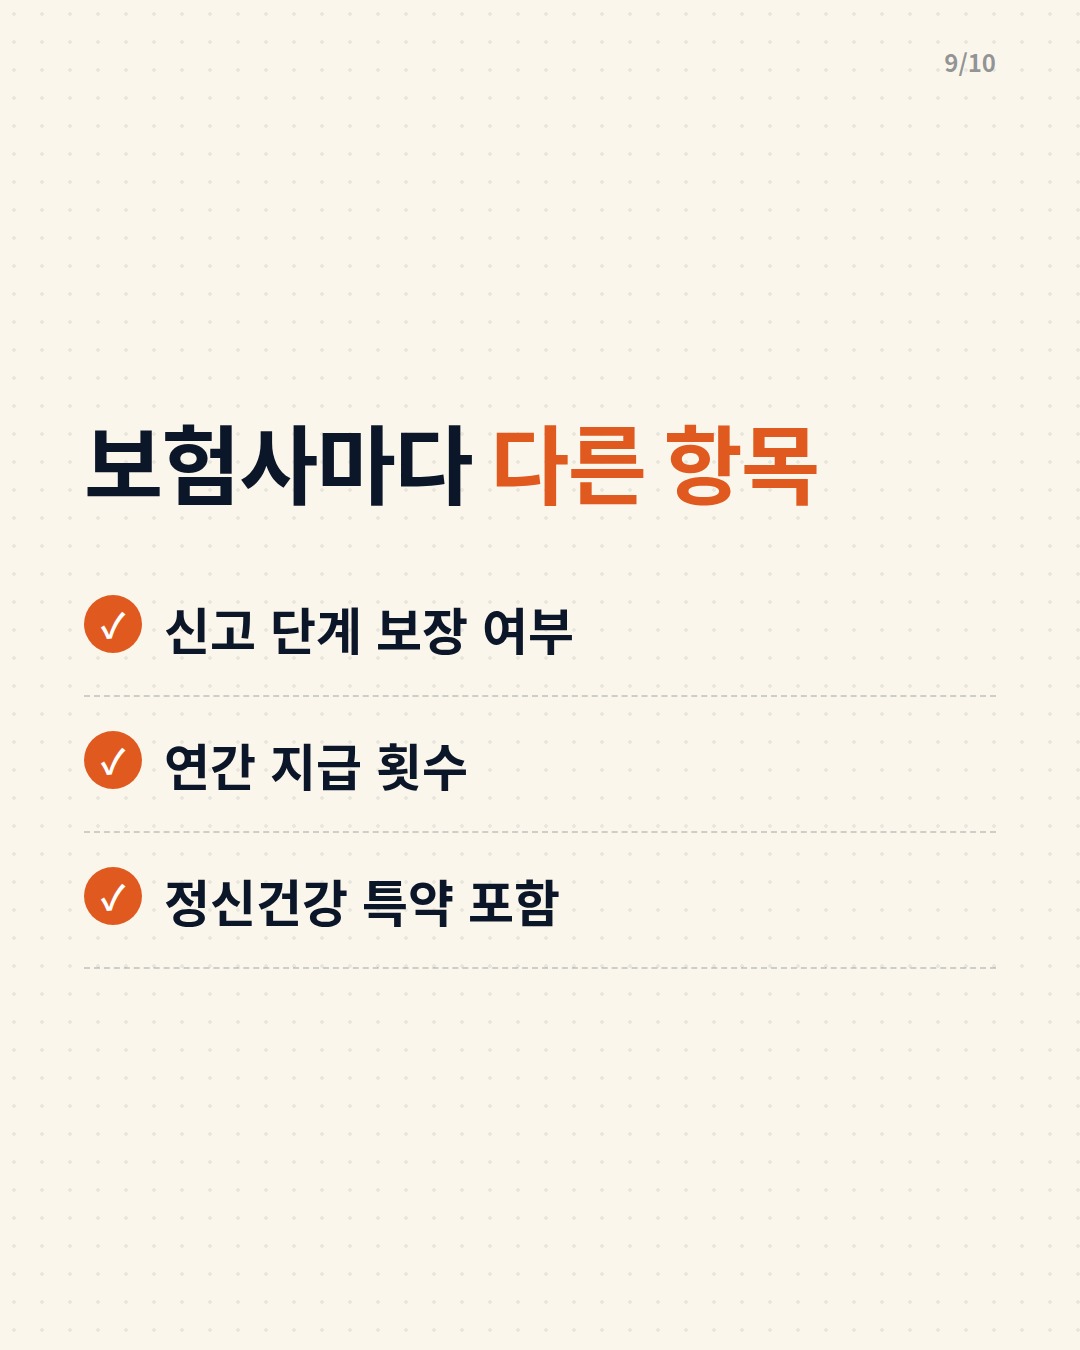 9/10
보험사마다 다른 항목
✓ 신고 단계 보장 여부
✓ 연간 지급 횟수
✓ 정신건강 특약 포함